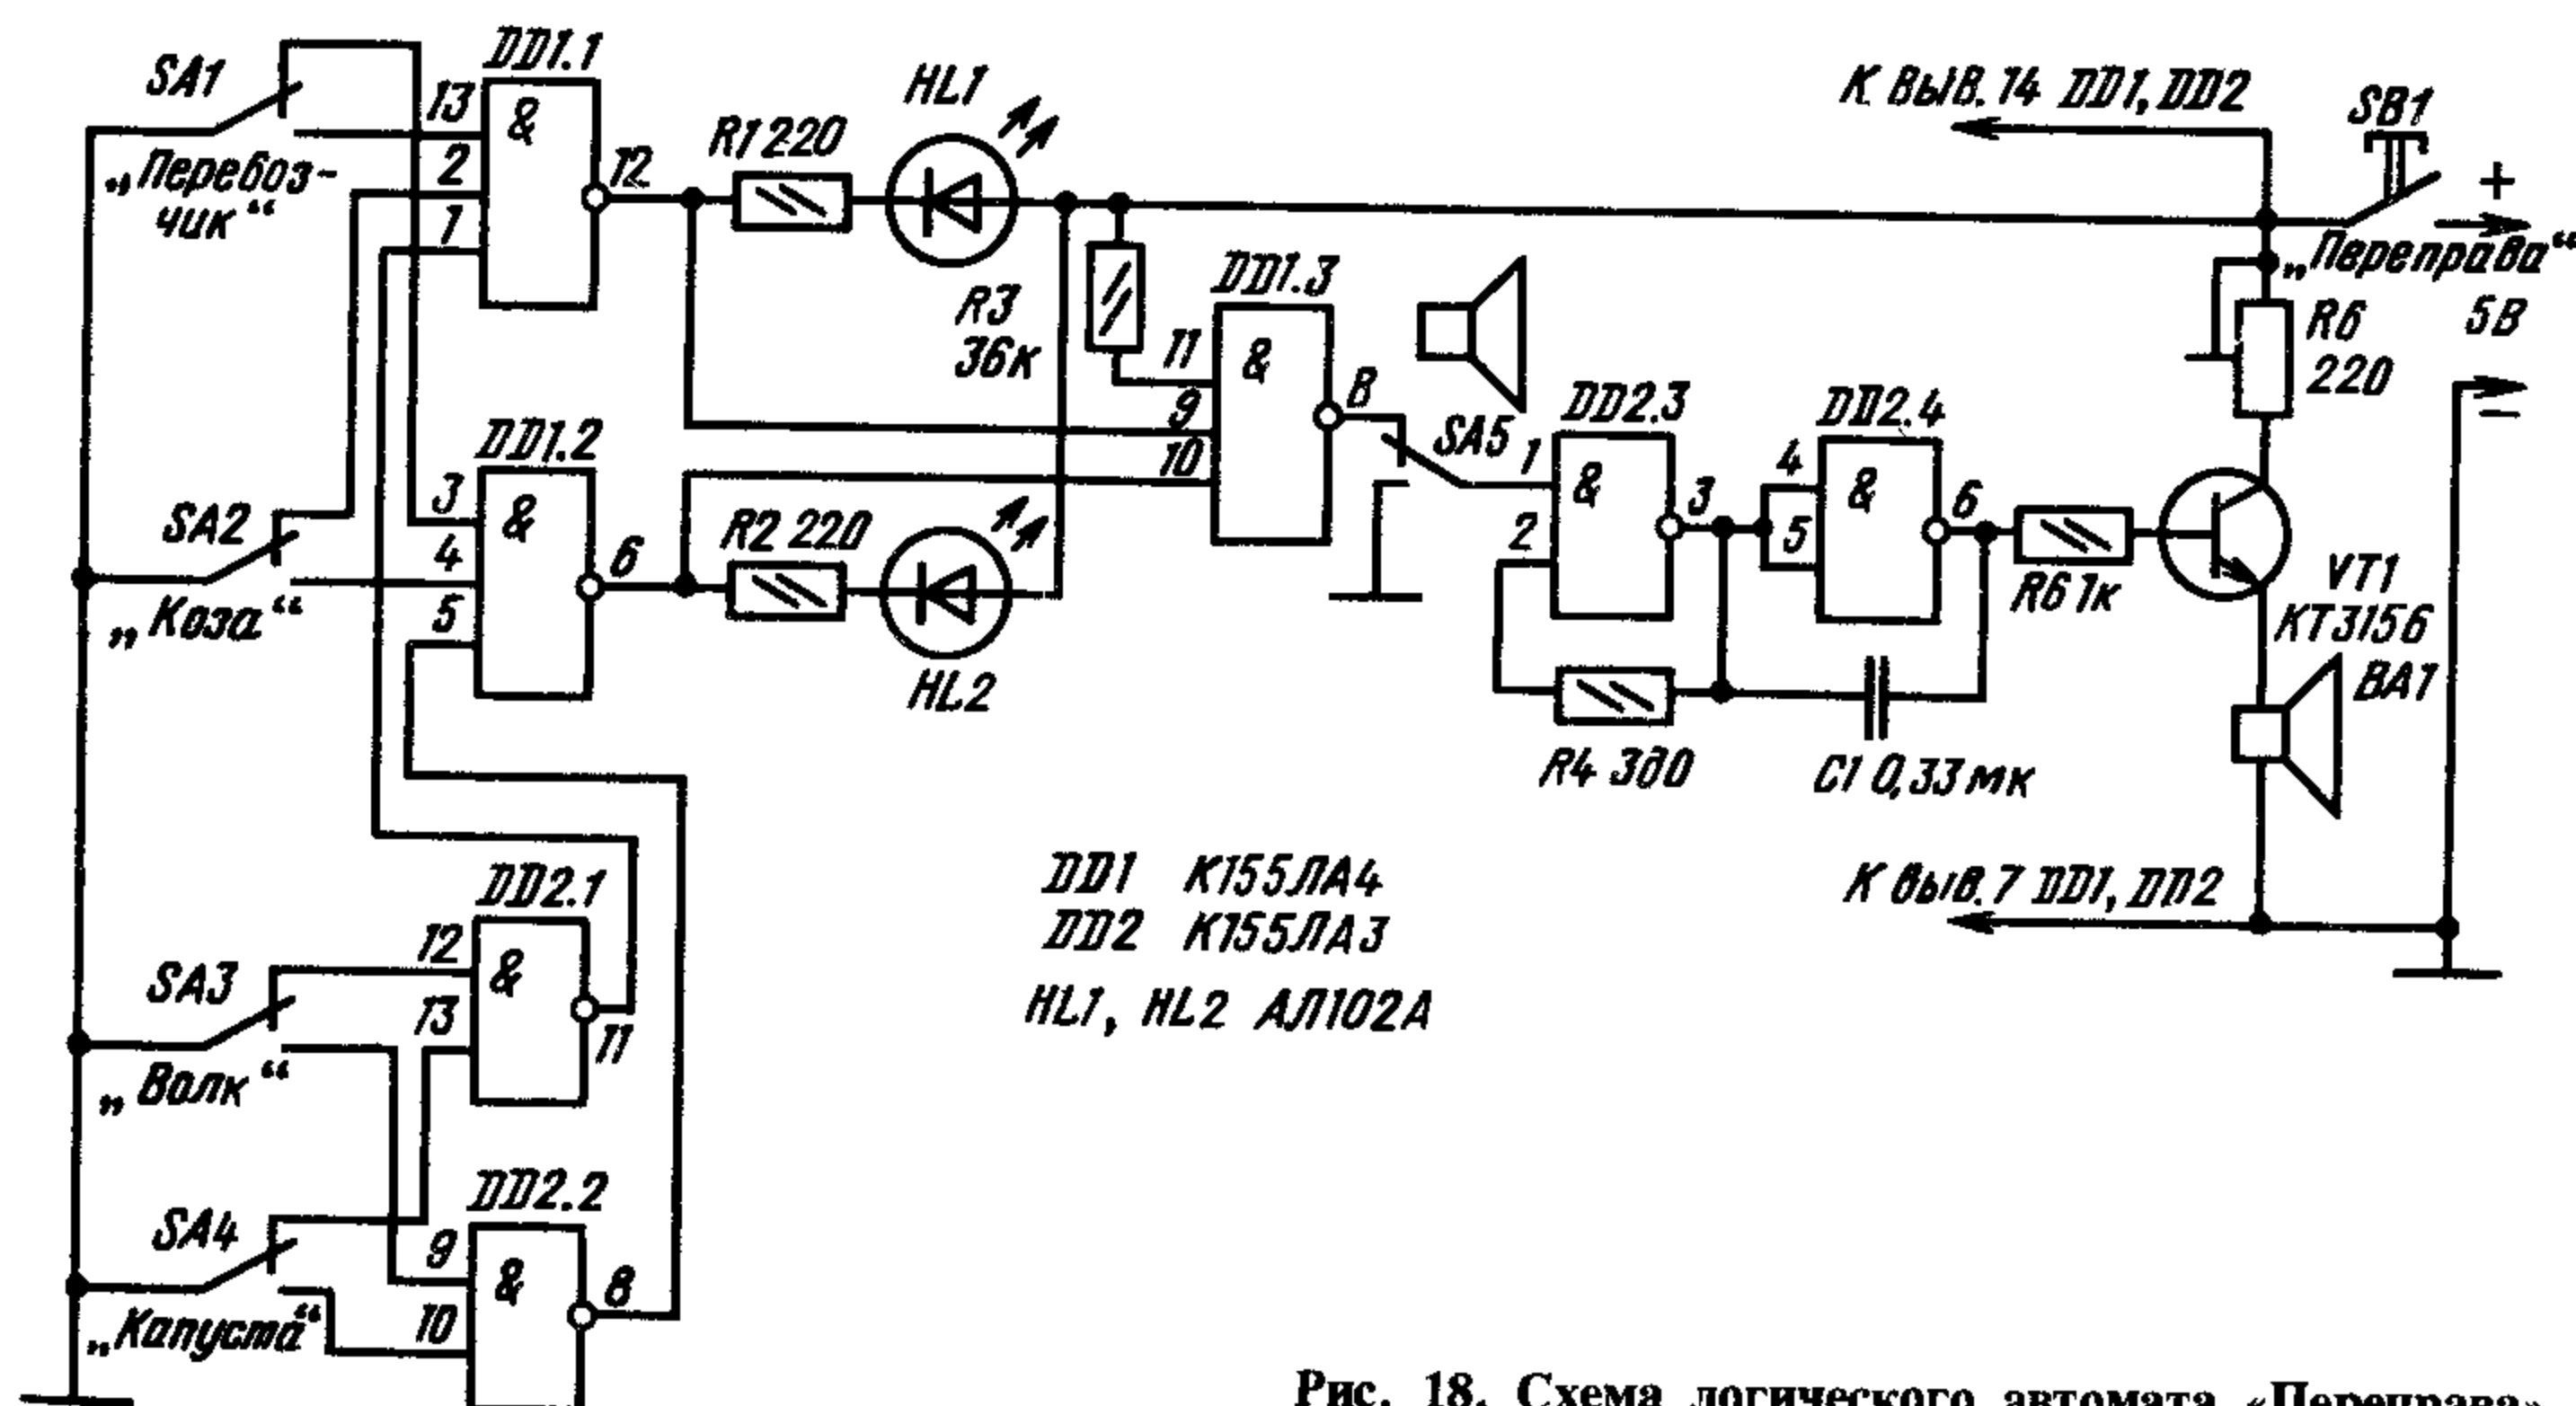 SA1
„Перевоз-
чик“
DD1.1
&
13
2
1
12
R1 220
HL1
К выв. 14 DD1, DD2
SB1
+
„Переправа“
5В
−
R6
220
R3
36к
DD1.3
&
11
9
10
8
SA5
DD2.3
&
1
2
3
DD2.4
&
4
5
6
R6 1к
VT1
КТ315б
BA1
SA2
„Коза“
DD1.2
&
3
4
5
6
R2 220
HL2
R4 3д0
C1 0,33мк
К выв. 7 DD1, DD2
DD1 К155ЛА4
DD2 К155ЛА3
HL1, HL2 АЛ102А
SA3
„Волк“
DD2.1
&
12
13
11
SA4
„Капуста“
DD2.2
&
9
10
8
Рис. 18. Схема логического автомата «Переправа»